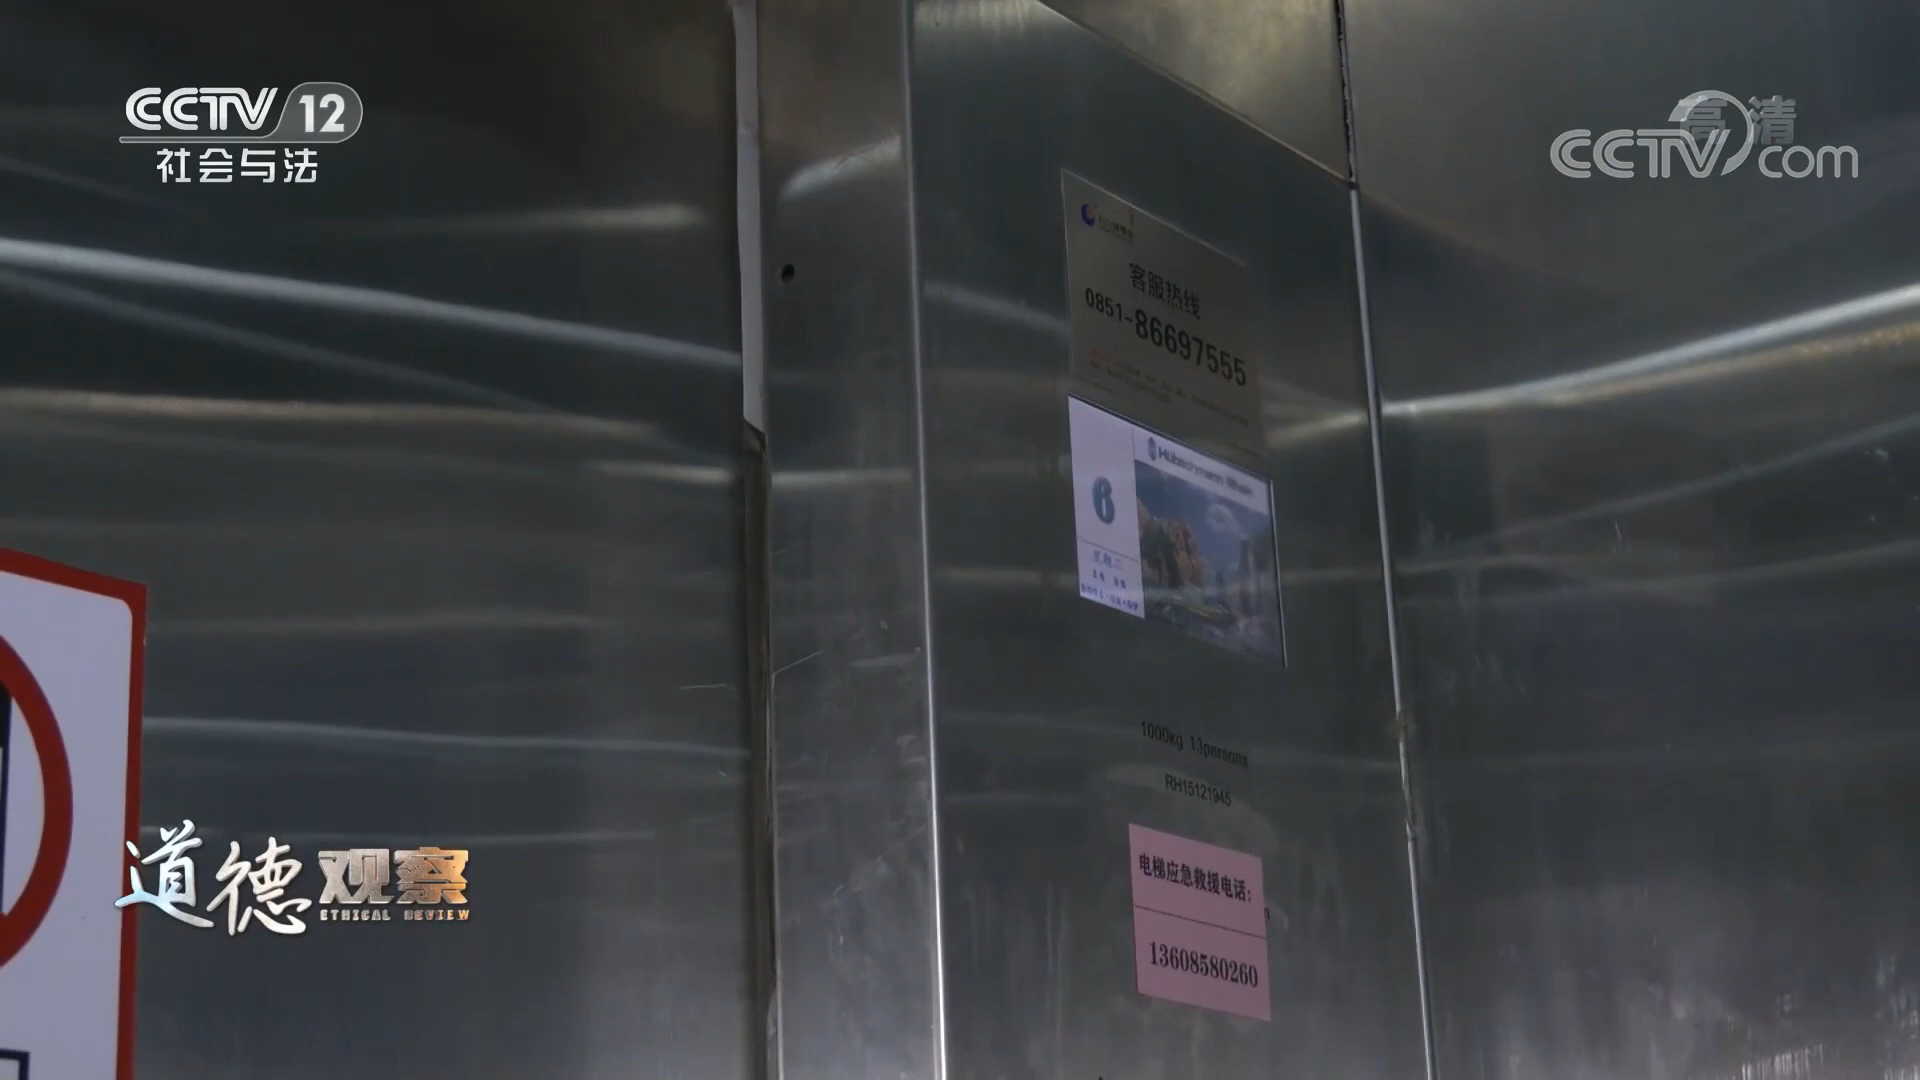 CCTV 12
社会与法
高清
CCTV com
客服热线
0851-86697555
6
1000kg 13persons
RH15121945
电梯应急救援电话:
13608580260
道德观察
ETHICAL REVIEW